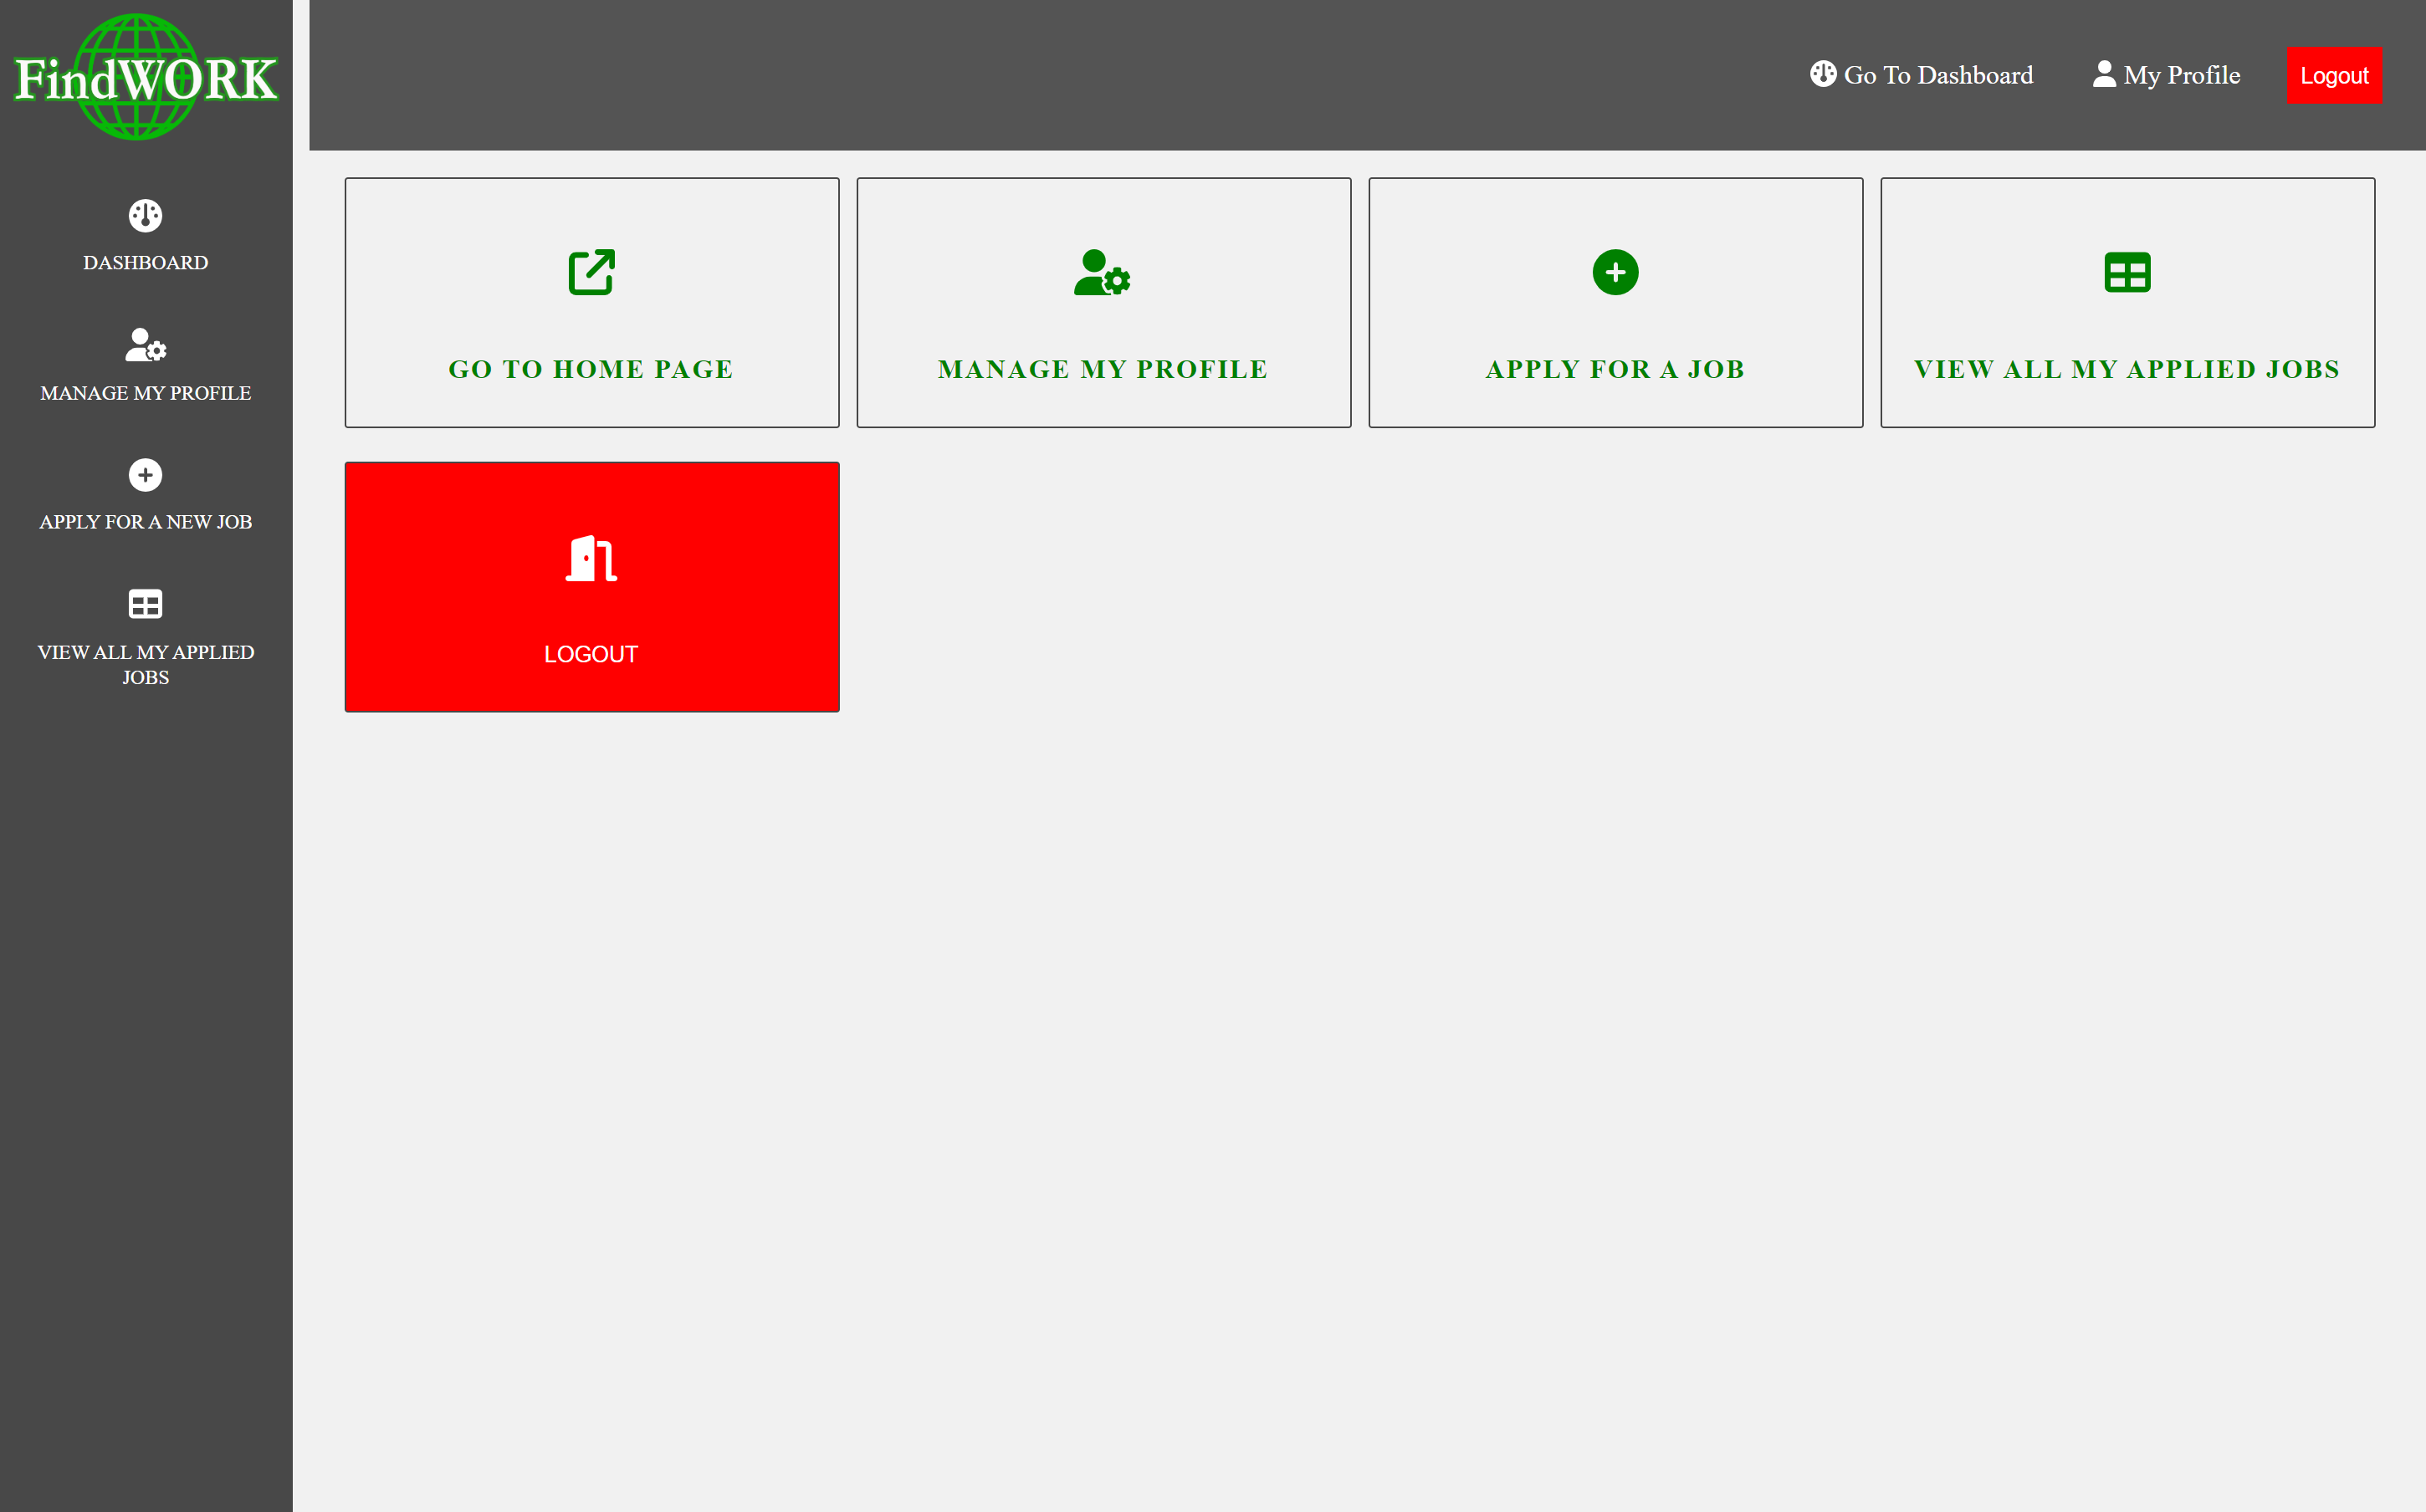 FindWORK
Go To Dashboard
My Profile
Logout
DASHBOARD
MANAGE MY PROFILE
APPLY FOR A NEW JOB
VIEW ALL MY APPLIED
JOBS
GO TO HOME PAGE
MANAGE MY PROFILE
APPLY FOR A JOB
VIEW ALL MY APPLIED JOBS
LOGOUT